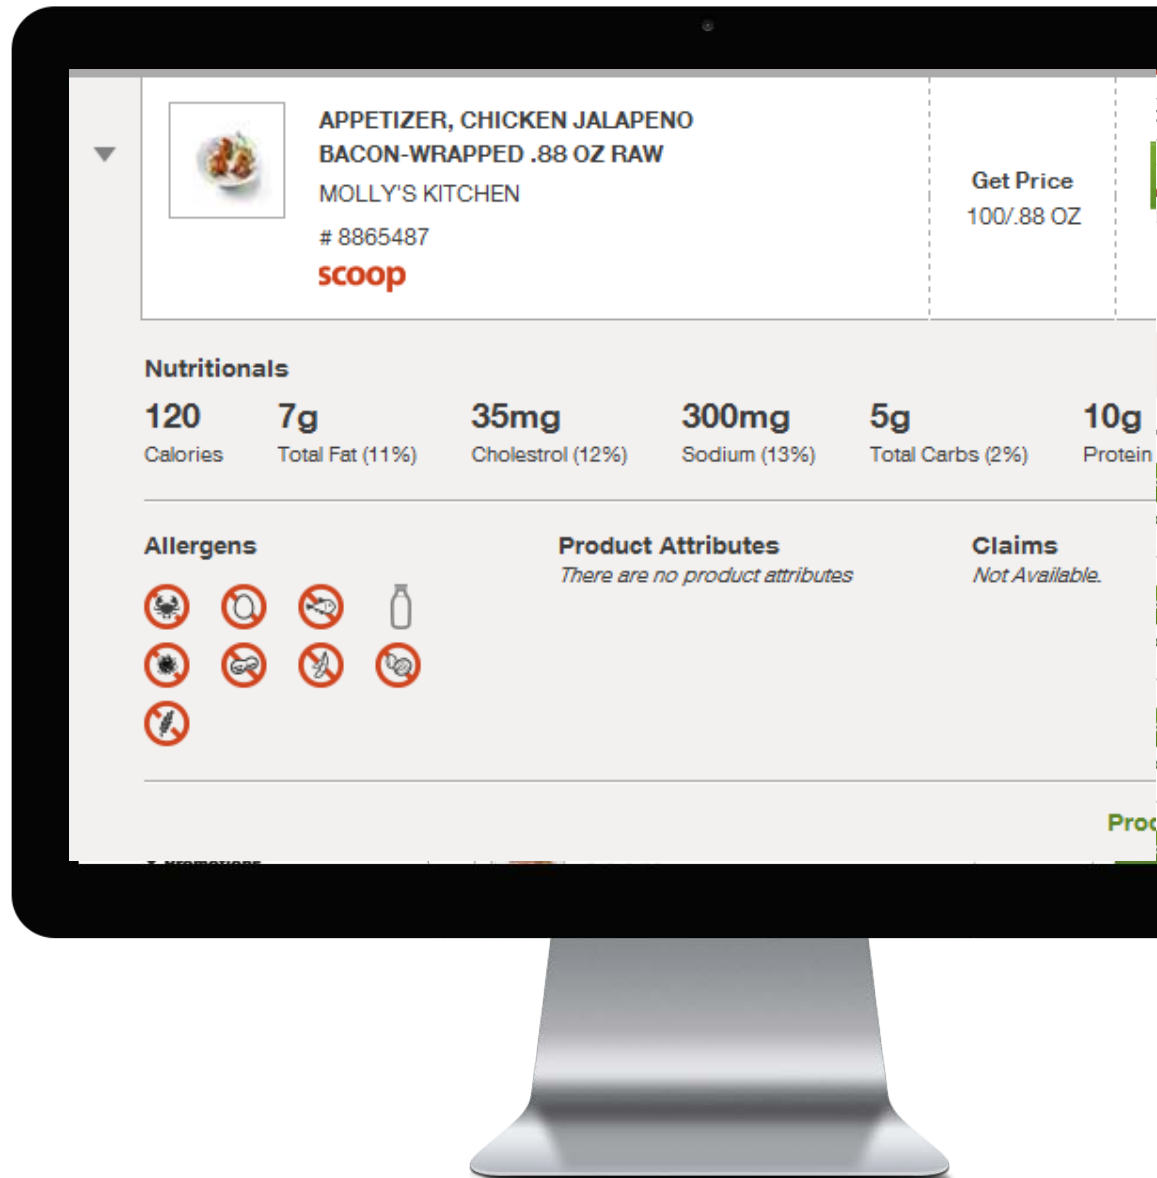 APPETIZER, CHICKEN JALAPENO
BACON-WRAPPED .88 OZ RAW
MOLLY'S KITCHEN
# 8865487
scoop
Get Price
100/.88 OZ
Nutritionals
120
Calories
7g
Total Fat (11%)
35mg
Cholestrol (12%)
300mg
Sodium (13%)
5g
Total Carbs (2%)
10g
Protein
Allergens
Product Attributes
There are no product attributes
Claims
Not Available.